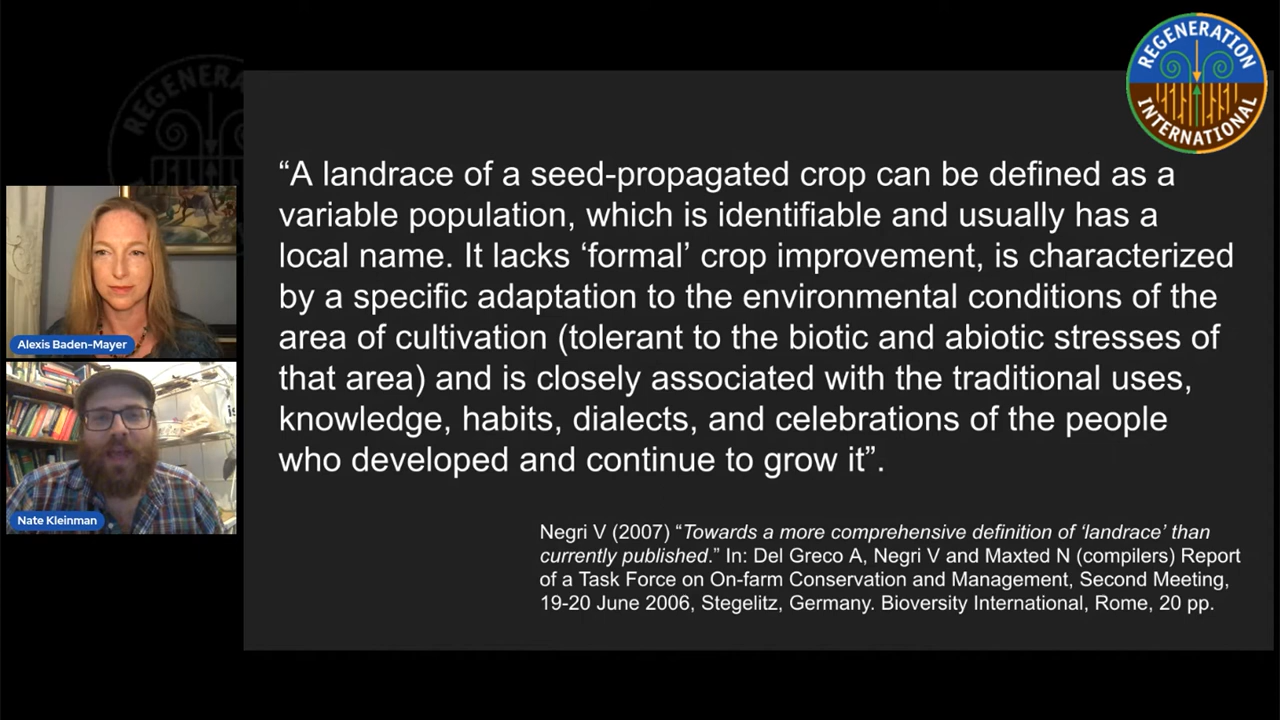 REGENERATION
INTERNATIONAL
REGENERA
“A landrace of a seed-propagated crop can be defined as a
variable population, which is identifiable and usually has a
local name. It lacks ‘formal’ crop improvement, is characterized
by a specific adaptation to the environmental conditions of the
area of cultivation (tolerant to the biotic and abiotic stresses of
that area) and is closely associated with the traditional uses,
knowledge, habits, dialects, and celebrations of the people
who developed and continue to grow it”.
Negri V (2007) “Towards a more comprehensive definition of ‘landrace’ than
currently published.” In: Del Greco A, Negri V and Maxted N (compilers) Report
of a Task Force on On-farm Conservation and Management, Second Meeting,
19-20 June 2006, Stegelitz, Germany. Bioversity International, Rome, 20 pp.
Alexis Baden-Mayer
Nate Kleinman